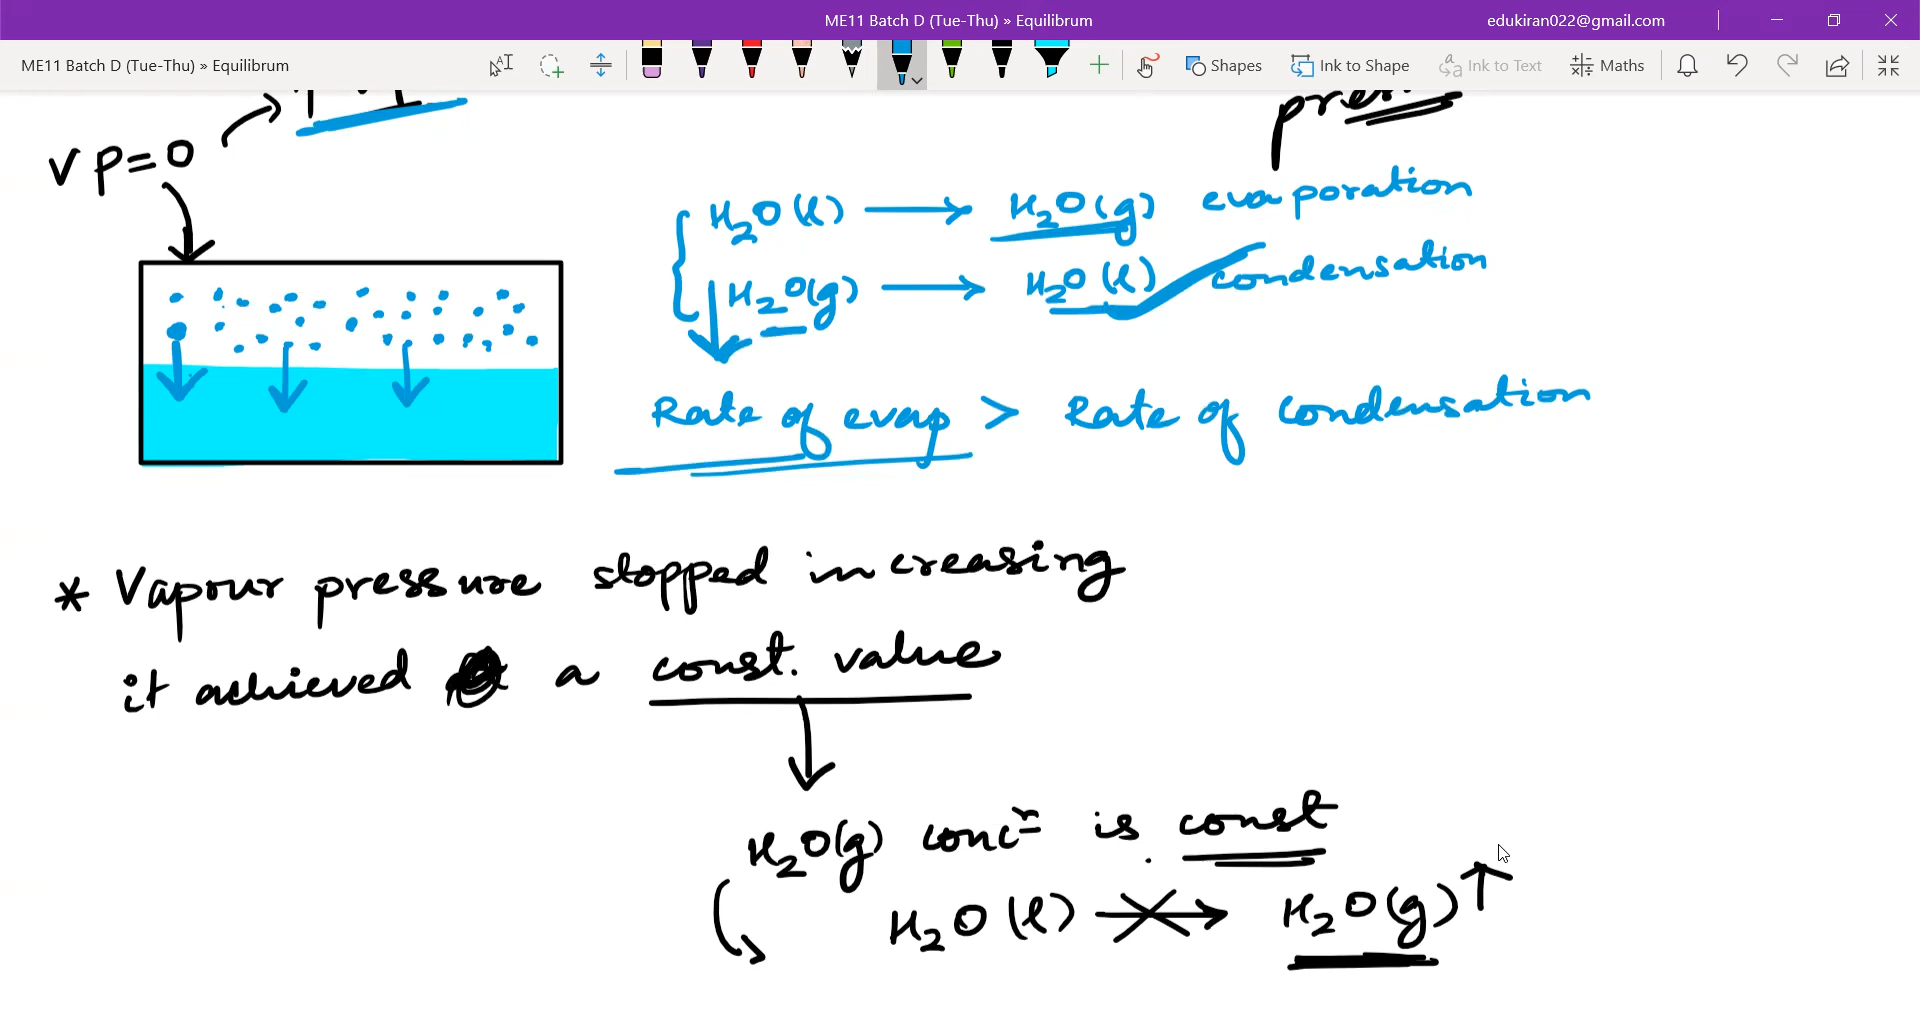 ME11 Batch D (Tue-Thu) » Equilibrum
edukiran022@gmail.com
ME11 Batch D (Tue-Thu) » Equilibrum
Shapes
Ink to Shape
Ink to Text
Maths
VP=0
H₂O(l) → H₂O(g) evaporation
H₂O(g) → H₂O(l) condensation
Rate of evap > Rate of condensation
* Vapour pressure stopped increasing
it achieved a const. value
H₂O(g) concⁿ is const
H₂O(l) → H₂O(g) ↑